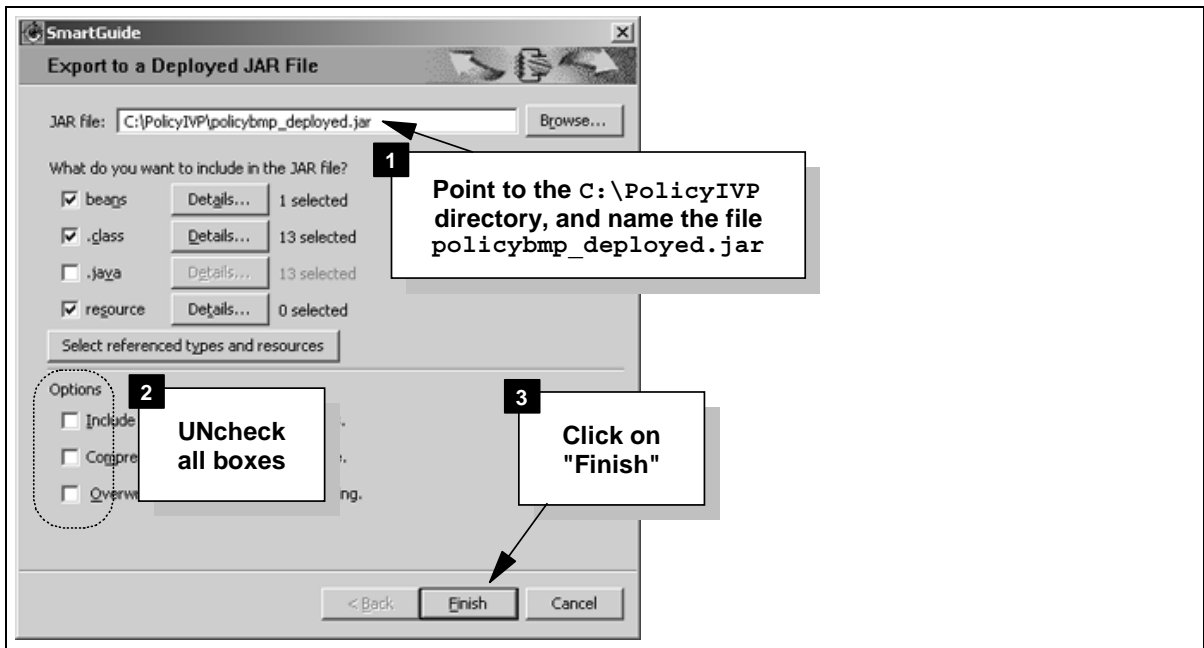 SmartGuide
Export to a Deployed JAR File
JAR file: C:\PolicyIVP\policybmp_deployed.jar Browse...
What do you want to include in the JAR file?
1
Point to the C:\PolicyIVP
directory, and name the file
policybmp_deployed.jar
beans Details... 1 selected
.class Details... 13 selected
.java Details... 13 selected
resource Details... 0 selected
Select referenced types and resources
Options
2
UNcheck
all boxes
Include
3
Click on
"Finish"
< Back Finish Cancel